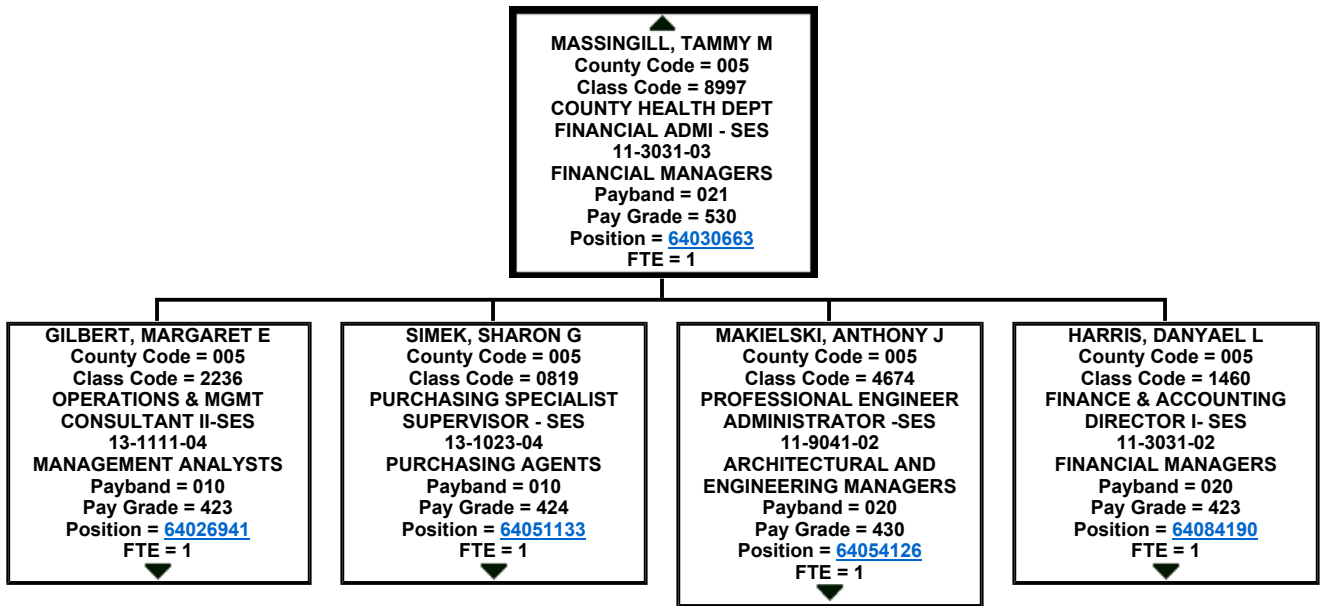 MASSINGILL, TAMMY M
County Code = 005
Class Code = 8997
COUNTY HEALTH DEPT
FINANCIAL ADMI - SES
11-3031-03
FINANCIAL MANAGERS
Payband = 021
Pay Grade = 530
Position = 64030663
FTE = 1
GILBERT, MARGARET E
County Code = 005
Class Code = 2236
OPERATIONS & MGMT
CONSULTANT II-SES
13-1111-04
MANAGEMENT ANALYSTS
Payband = 010
Pay Grade = 423
Position = 64026941
FTE = 1
SIMEK, SHARON G
County Code = 005
Class Code = 0819
PURCHASING SPECIALIST
SUPERVISOR - SES
13-1023-04
PURCHASING AGENTS
Payband = 010
Pay Grade = 424
Position = 64051133
FTE = 1
MAKIELSKI, ANTHONY J
County Code = 005
Class Code = 4674
PROFESSIONAL ENGINEER
ADMINISTRATOR -SES
11-9041-02
ARCHITECTURAL AND
ENGINEERING MANAGERS
Payband = 020
Pay Grade = 430
Position = 64054126
FTE = 1
HARRIS, DANYAEL L
County Code = 005
Class Code = 1460
FINANCE & ACCOUNTING
DIRECTOR I- SES
11-3031-02
FINANCIAL MANAGERS
Payband = 020
Pay Grade = 423
Position = 64084190
FTE = 1